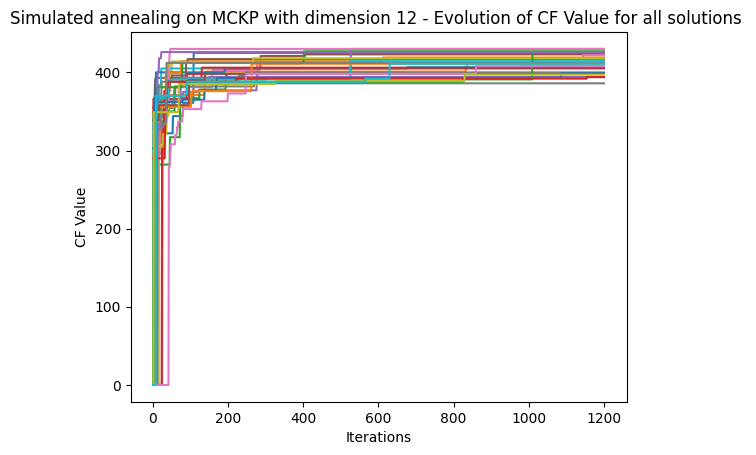 Simulated annealing on MCKP with dimension 12 - Evolution of CF Value for all solutions
400
300
200
100
0
CF Value
0 200 400 600 800 1000 1200
Iterations